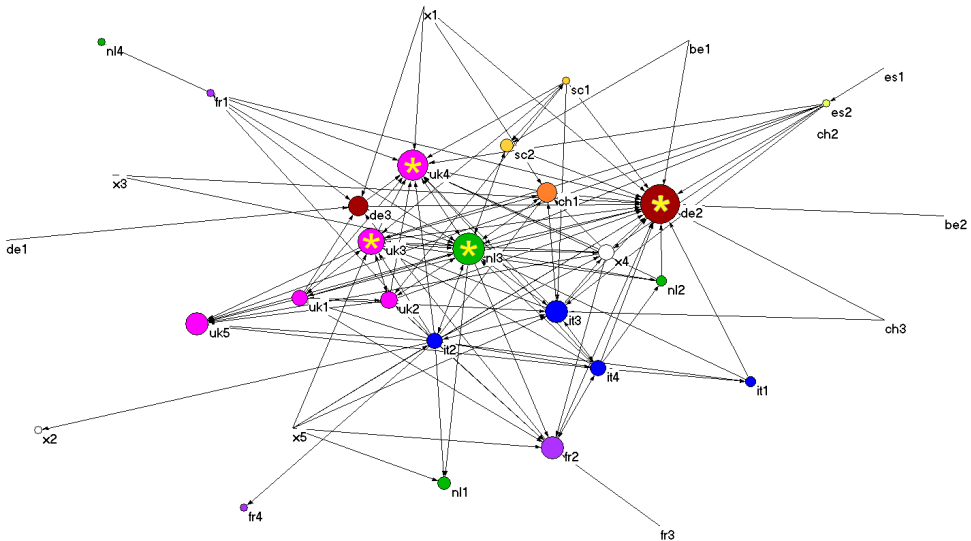 x1
nl4
be1
es1
sc1
fr1
es2
ch2
sc2
uk4
x3
ch1
de3
de2
be2
de1
uk3
nl3
x4
nl2
uk1
uk2
it3
uk5
ch3
it2
it4
it1
x2
x5
fr2
nl1
fr4
fr3